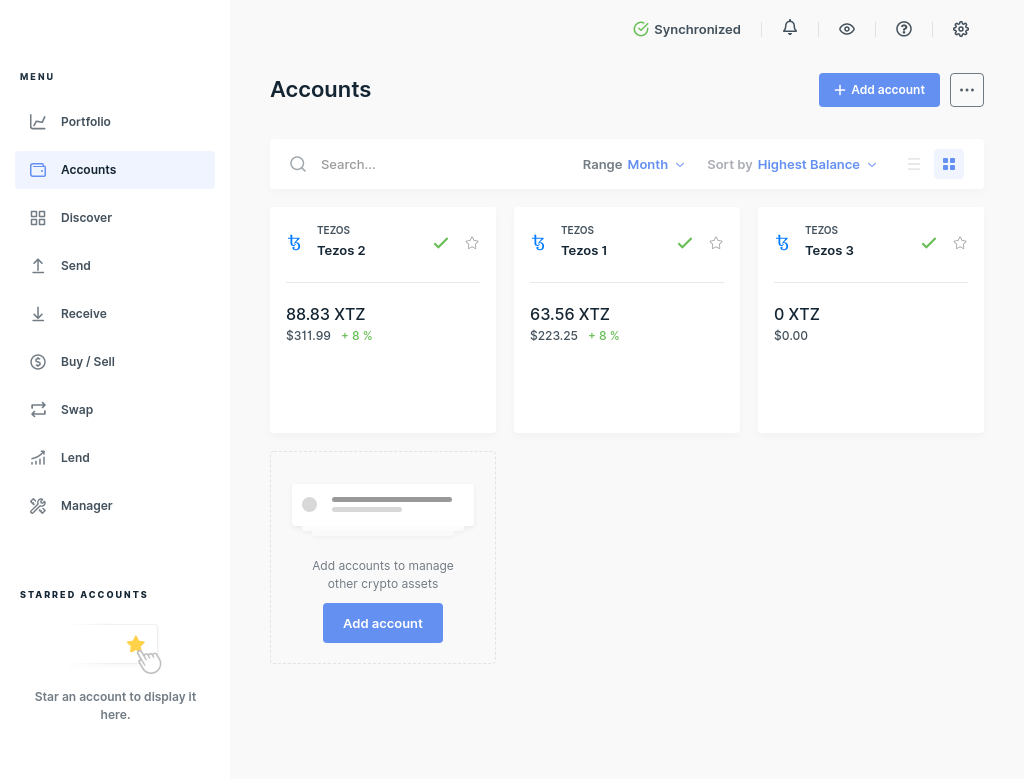 Synchronized
MENU
Portfolio
Accounts
Discover
Send
Receive
Buy / Sell
Swap
Lend
Manager
STARRED ACCOUNTS
Star an account to display it
here.
Accounts
Add account
Search...
Range Month
Sort by Highest Balance
TEZOS
Tezos 2
88.83 XTZ
$311.99 + 8 %
TEZOS
Tezos 1
63.56 XTZ
$223.25 + 8 %
TEZOS
Tezos 3
0 XTZ
$0.00
Add accounts to manage
other crypto assets
Add account